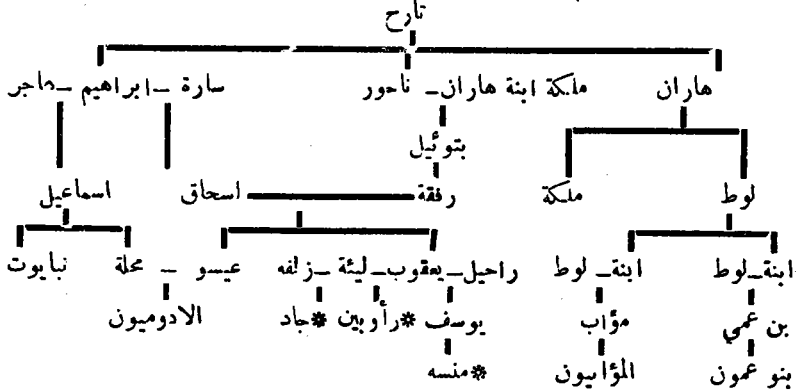 تارح
هاران ملكة ابنة هاران – ناحور سارة – ابراهيم – هاجر
بتوئيل
لوط ملكة رفقة اسحاق اسماعيل
ابنة – لوط ابنة – لوط راحيل – يعقوب – ليئة – زلفه عيسو – محلة نبايوت
بن عمي مؤاب يوسف *رأوبين *جاد الادوميون
بنو عمون المؤابيون *منسه